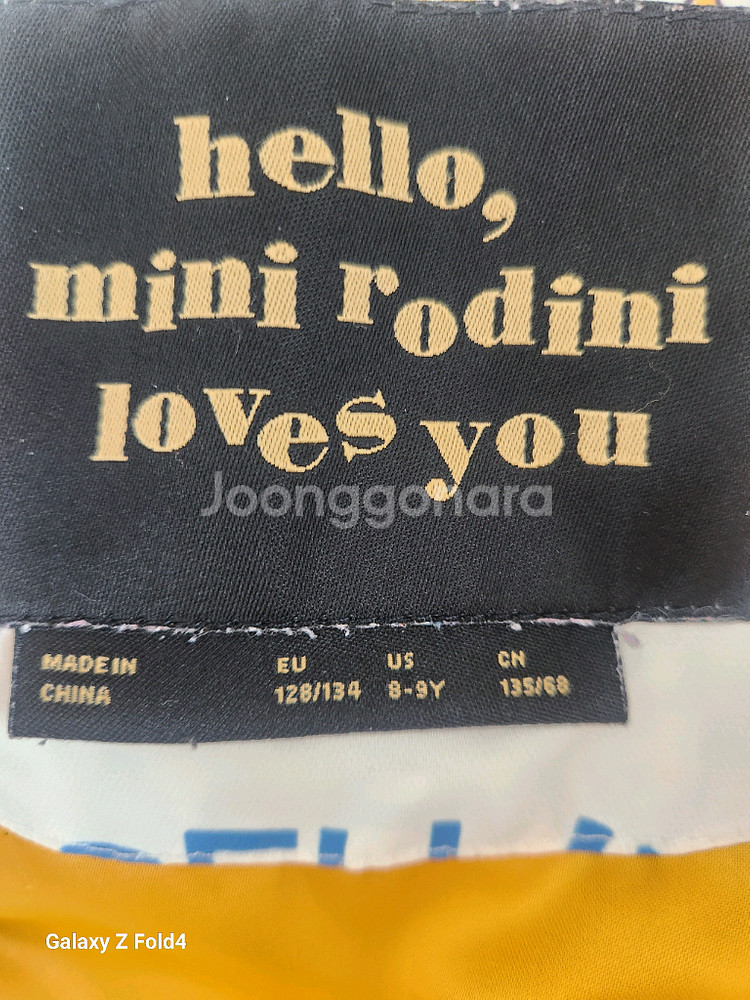 hello,
mini rodini
loves you
Joonggonara
MADE IN EU US CN
CHINA 128/134 8-9Y 135/68
Galaxy Z Fold4